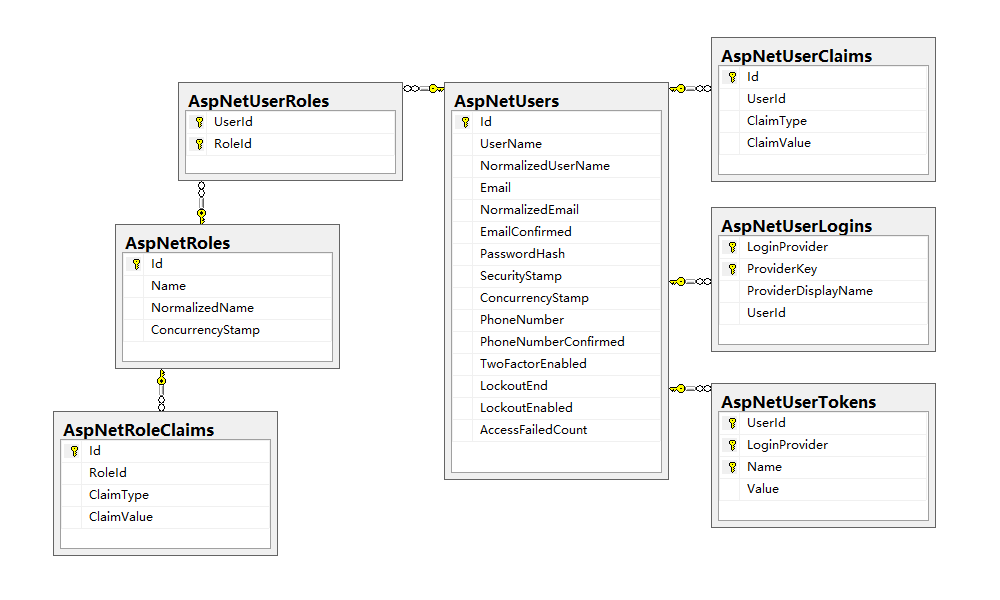 AspNetUserRoles
UserId
RoleId
AspNetRoles
Id
Name
NormalizedName
ConcurrencyStamp
AspNetRoleClaims
Id
RoleId
ClaimType
ClaimValue
AspNetUsers
Id
UserName
NormalizedUserName
Email
NormalizedEmail
EmailConfirmed
PasswordHash
SecurityStamp
ConcurrencyStamp
PhoneNumber
PhoneNumberConfirmed
TwoFactorEnabled
LockoutEnd
LockoutEnabled
AccessFailedCount
AspNetUserClaims
Id
UserId
ClaimType
ClaimValue
AspNetUserLogins
LoginProvider
ProviderKey
ProviderDisplayName
UserId
AspNetUserTokens
UserId
LoginProvider
Name
Value